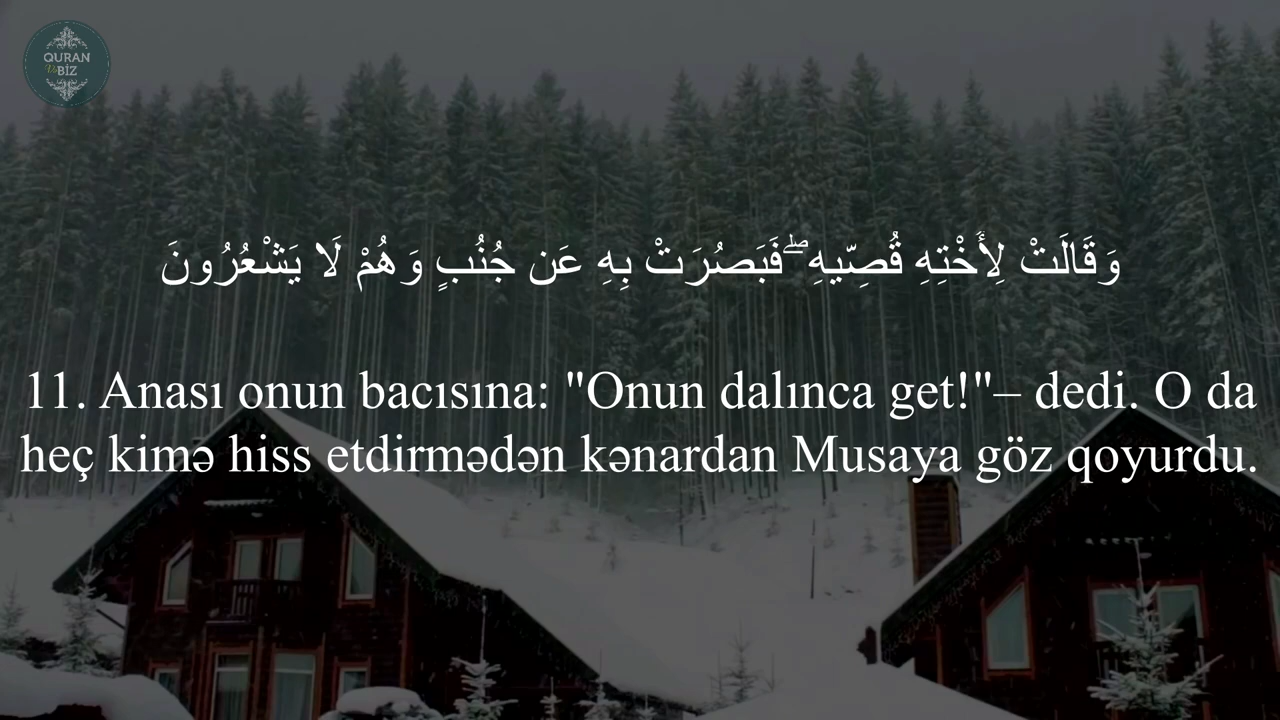 QURAN
Və BİZ
وَقَالَتْ لِأُخْتِهِ قُصِّيهِ ۖ فَبَصُرَتْ بِهِ عَن جُنُبٍ وَهُمْ لَا يَشْعُرُونَ
11. Anası onun bacısına: "Onun dalınca get!"– dedi. O da
heç kimə hiss etdirmədən kənardan Musaya göz qoyurdu.